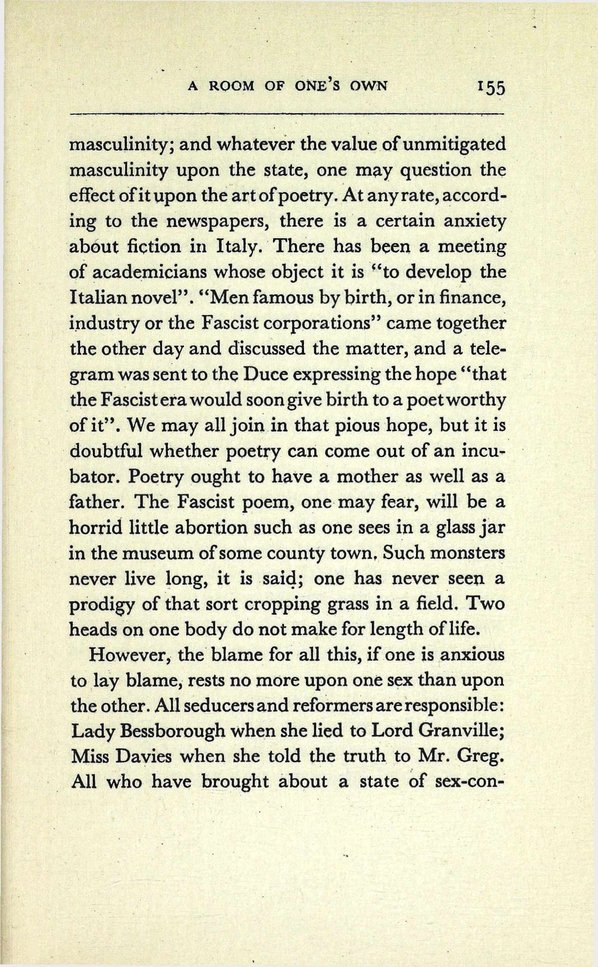 A ROOM OF ONE'S OWN 155
masculinity; and whatever the value of unmitigated
masculinity upon the state, one may question the
effect of it upon the art of poetry. At any rate, accord-
ing to the newspapers, there is a certain anxiety
about fiction in Italy. There has been a meeting
of academicians whose object it is “to develop the
Italian novel”. “Men famous by birth, or in finance,
industry or the Fascist corporations” came together
the other day and discussed the matter, and a tele-
gram was sent to the Duce expressing the hope “that
the Fascist era would soon give birth to a poet worthy
of it”. We may all join in that pious hope, but it is
doubtful whether poetry can come out of an incu-
bator. Poetry ought to have a mother as well as a
father. The Fascist poem, one may fear, will be a
horrid little abortion such as one sees in a glass jar
in the museum of some county town. Such monsters
never live long, it is said; one has never seen a
prodigy of that sort cropping grass in a field. Two
heads on one body do not make for length of life.
However, the blame for all this, if one is anxious
to lay blame, rests no more upon one sex than upon
the other. All seducers and reformers are responsible:
Lady Bessborough when she lied to Lord Granville;
Miss Davies when she told the truth to Mr. Greg.
All who have brought about a state of sex-con-